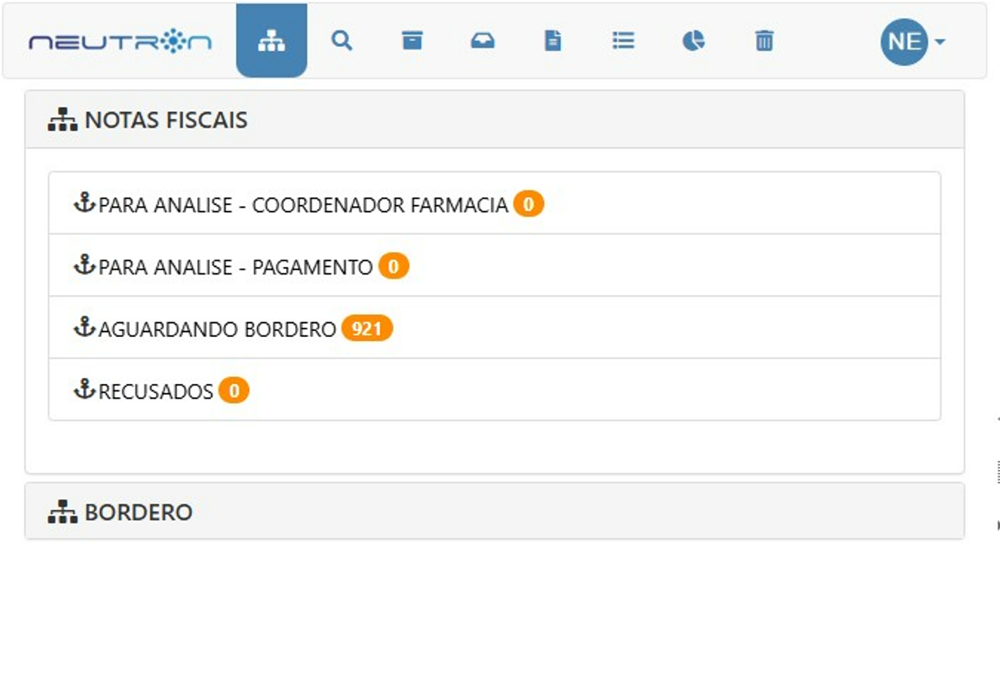 NEUTRON
NE
NOTAS FISCAIS
PARA ANALISE - COORDENADOR FARMACIA 0
PARA ANALISE - PAGAMENTO 0
AGUARDANDO BORDERO 921
RECUSADOS 0
BORDERO